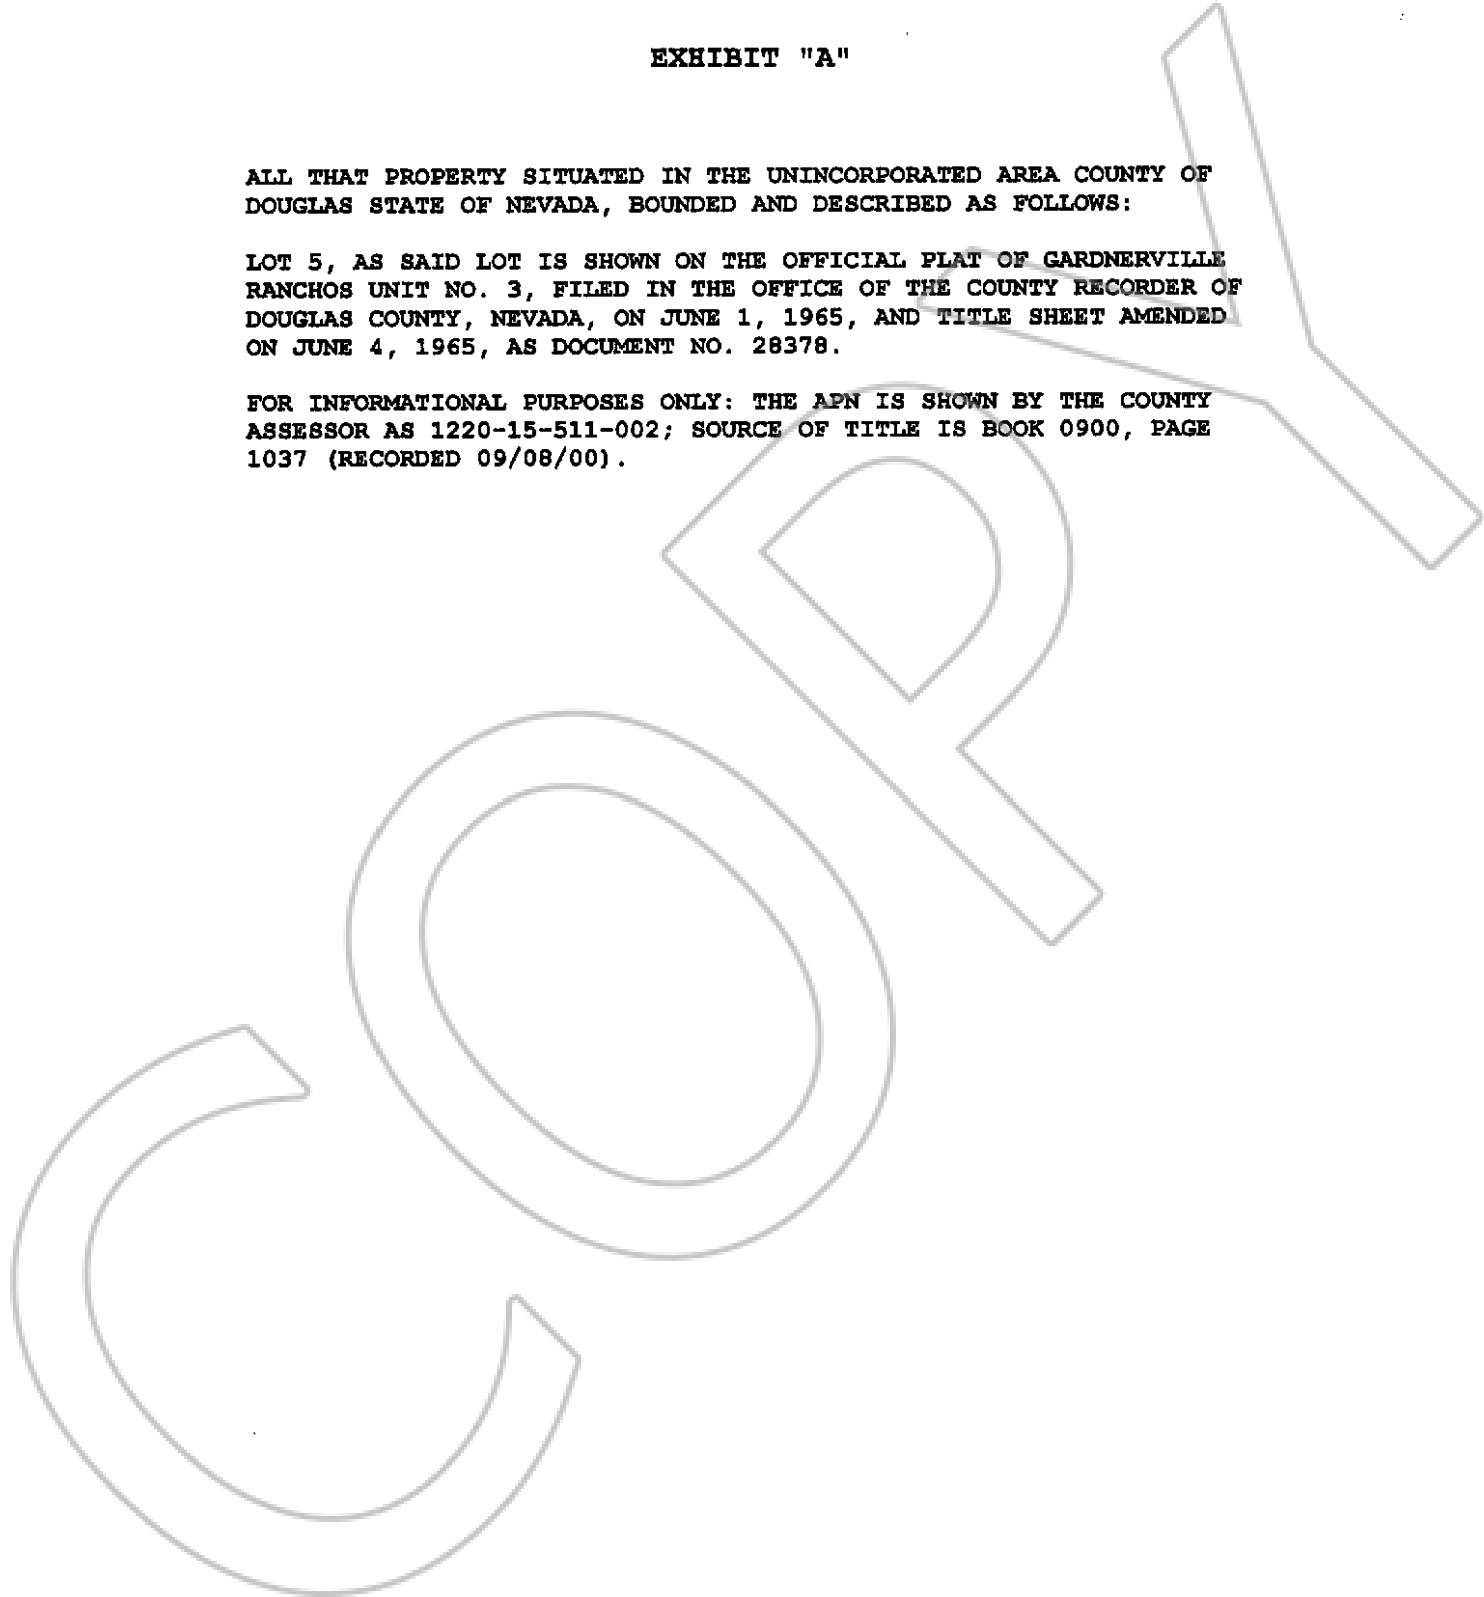 EXHIBIT "A"
ALL THAT PROPERTY SITUATED IN THE UNINCORPORATED AREA COUNTY OF
DOUGLAS STATE OF NEVADA, BOUNDED AND DESCRIBED AS FOLLOWS:
LOT 5, AS SAID LOT IS SHOWN ON THE OFFICIAL PLAT OF GARDNERVILLE
RANCHOS UNIT NO. 3, FILED IN THE OFFICE OF THE COUNTY RECORDER OF
DOUGLAS COUNTY, NEVADA, ON JUNE 1, 1965, AND TITLE SHEET AMENDED
ON JUNE 4, 1965, AS DOCUMENT NO. 28378.
FOR INFORMATIONAL PURPOSES ONLY: THE APN IS SHOWN BY THE COUNTY
ASSESSOR AS 1220-15-511-002; SOURCE OF TITLE IS BOOK 0900, PAGE
1037 (RECORDED 09/08/00).
COPY